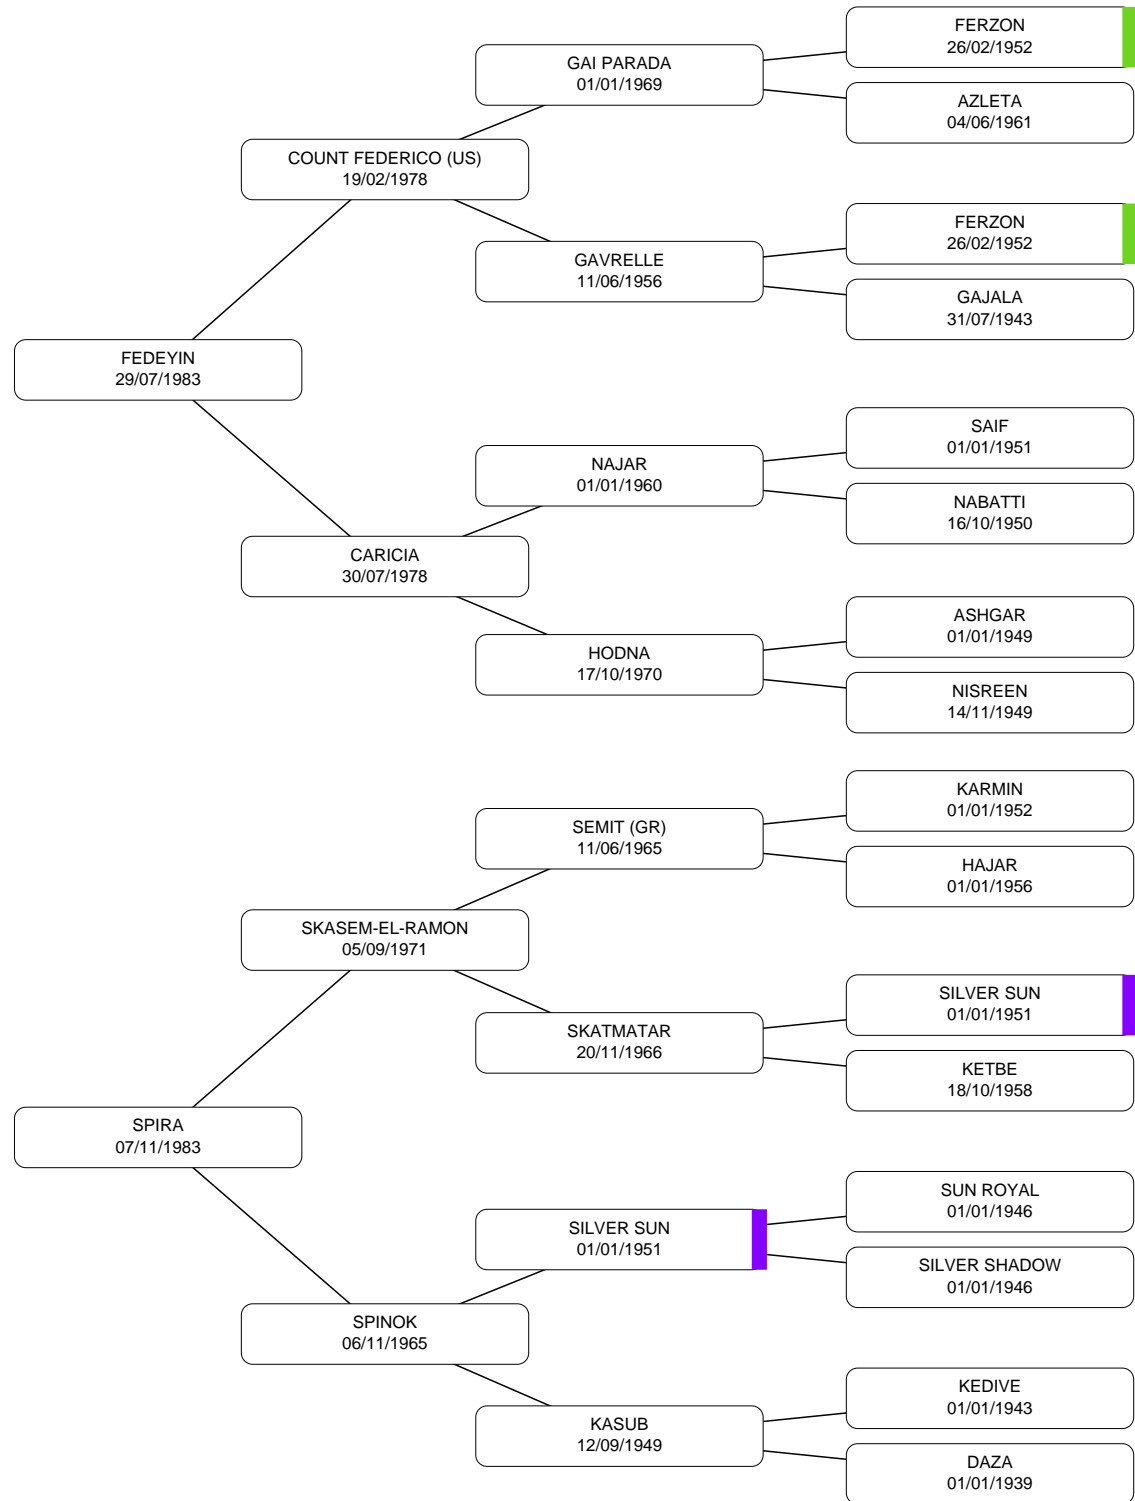 FERZON
26/02/1952
GAI PARADA
01/01/1969
AZLETA
04/06/1961
COUNT FEDERICO (US)
19/02/1978
FERZON
26/02/1952
GAVRELLE
11/06/1956
GAJALA
31/07/1943
FEDEYIN
29/07/1983
SAIF
01/01/1951
NAJAR
01/01/1960
NABATTI
16/10/1950
CARICIA
30/07/1978
ASHGAR
01/01/1949
HODNA
17/10/1970
NISREEN
14/11/1949
KARMIN
01/01/1952
SEMIT (GR)
11/06/1965
HAJAR
01/01/1956
SKASEM-EL-RAMON
05/09/1971
SILVER SUN
01/01/1951
SKATMATAR
20/11/1966
KETBE
18/10/1958
SPIRA
07/11/1983
SUN ROYAL
01/01/1946
SILVER SUN
01/01/1951
SILVER SHADOW
01/01/1946
SPINOK
06/11/1965
KEDIVE
01/01/1943
KASUB
12/09/1949
DAZA
01/01/1939